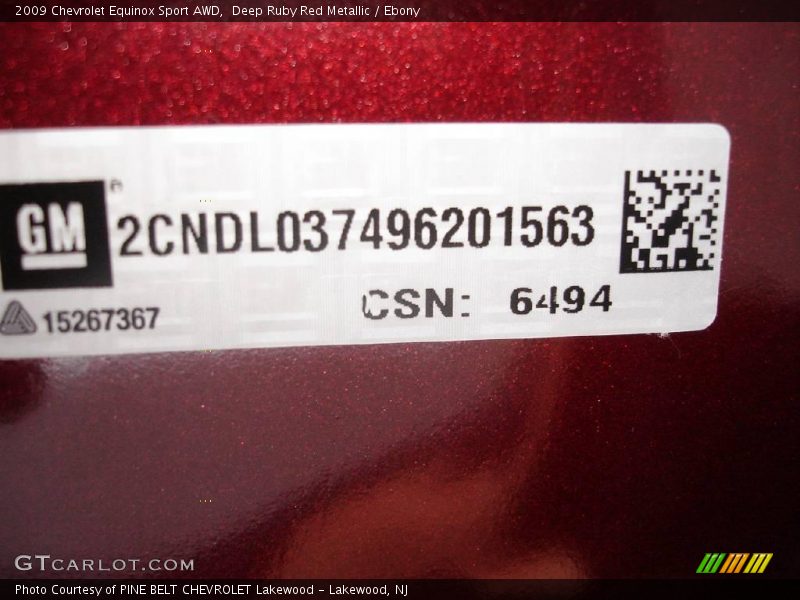 2009 Chevrolet Equinox Sport AWD,  Deep Ruby Red Metallic / Ebony
GM® 2CNDL037496201563
15267367 CSN: 6494
GTCARLOT.COM
Photo Courtesy of PINE BELT CHEVROLET Lakewood - Lakewood, NJ